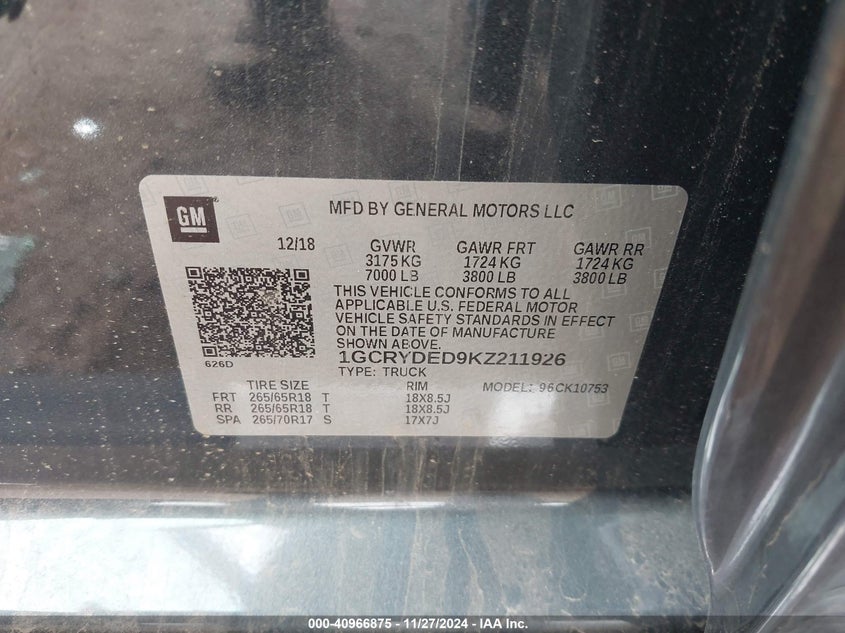 GM
MFD BY GENERAL MOTORS LLC
12/18 GVWR GAWR FRT GAWR RR
3175 KG 1724 KG 1724 KG
7000 LB 3800 LB 3800 LB
THIS VEHICLE CONFORMS TO ALL
APPLICABLE U.S. FEDERAL MOTOR
VEHICLE SAFETY STANDARDS IN EFFECT
ON THE DATE OF MANUFACTURE
SHOWN ABOVE.
626D
1GCRYDED9KZ211926
TYPE: TRUCK MODEL: 96CK10753
TIRE SIZE RIM
FRT 265/65R18 T 18X8.5J
RR 265/65R18 T 18X8.5J
SPA 265/70R17 S 17X7J
000-40966875 — 11/27/2024 — IAA Inc.